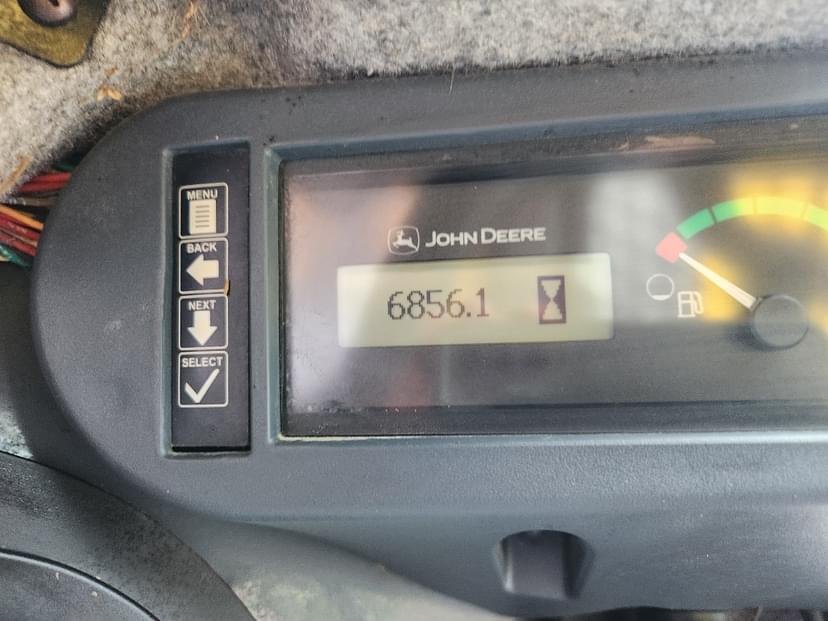 MENU
BACK
NEXT
SELECT
JOHN DEERE
6856.1